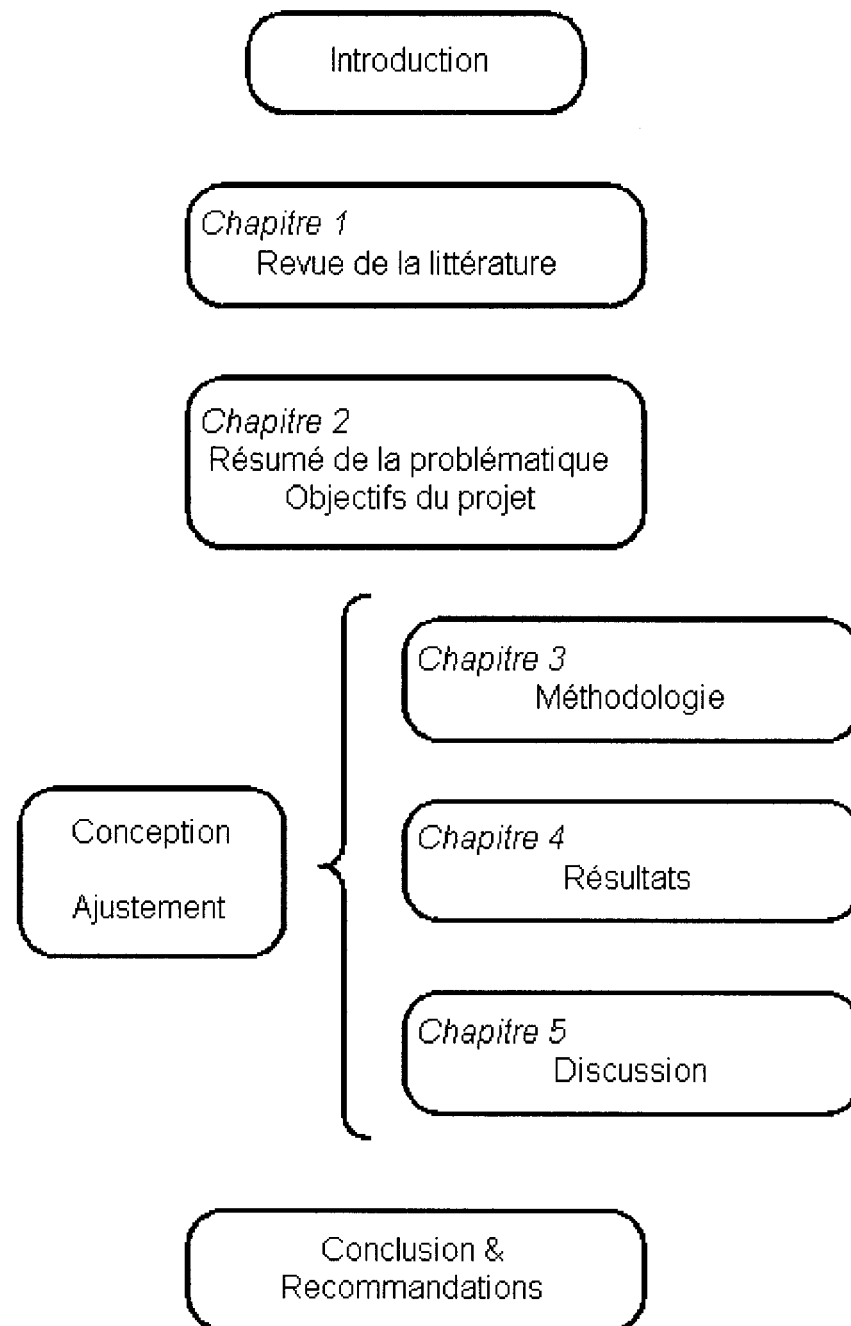 Introduction
Chapitre 1
Revue de la littérature
Chapitre 2
Résumé de la problématique
Objectifs du projet
Conception
Ajustement
Chapitre 3
Méthodologie
Chapitre 4
Résultats
Chapitre 5
Discussion
Conclusion &
Recommandations